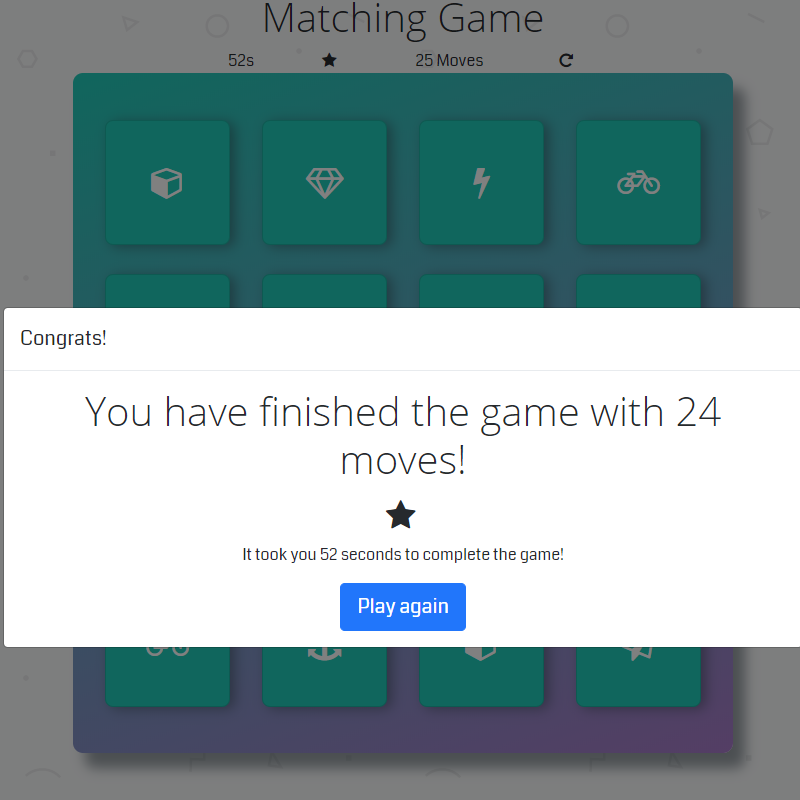 Matching Game
52s 25 Moves
Congrats!
You have finished the game with 24
moves!
It took you 52 seconds to complete the game!
Play again